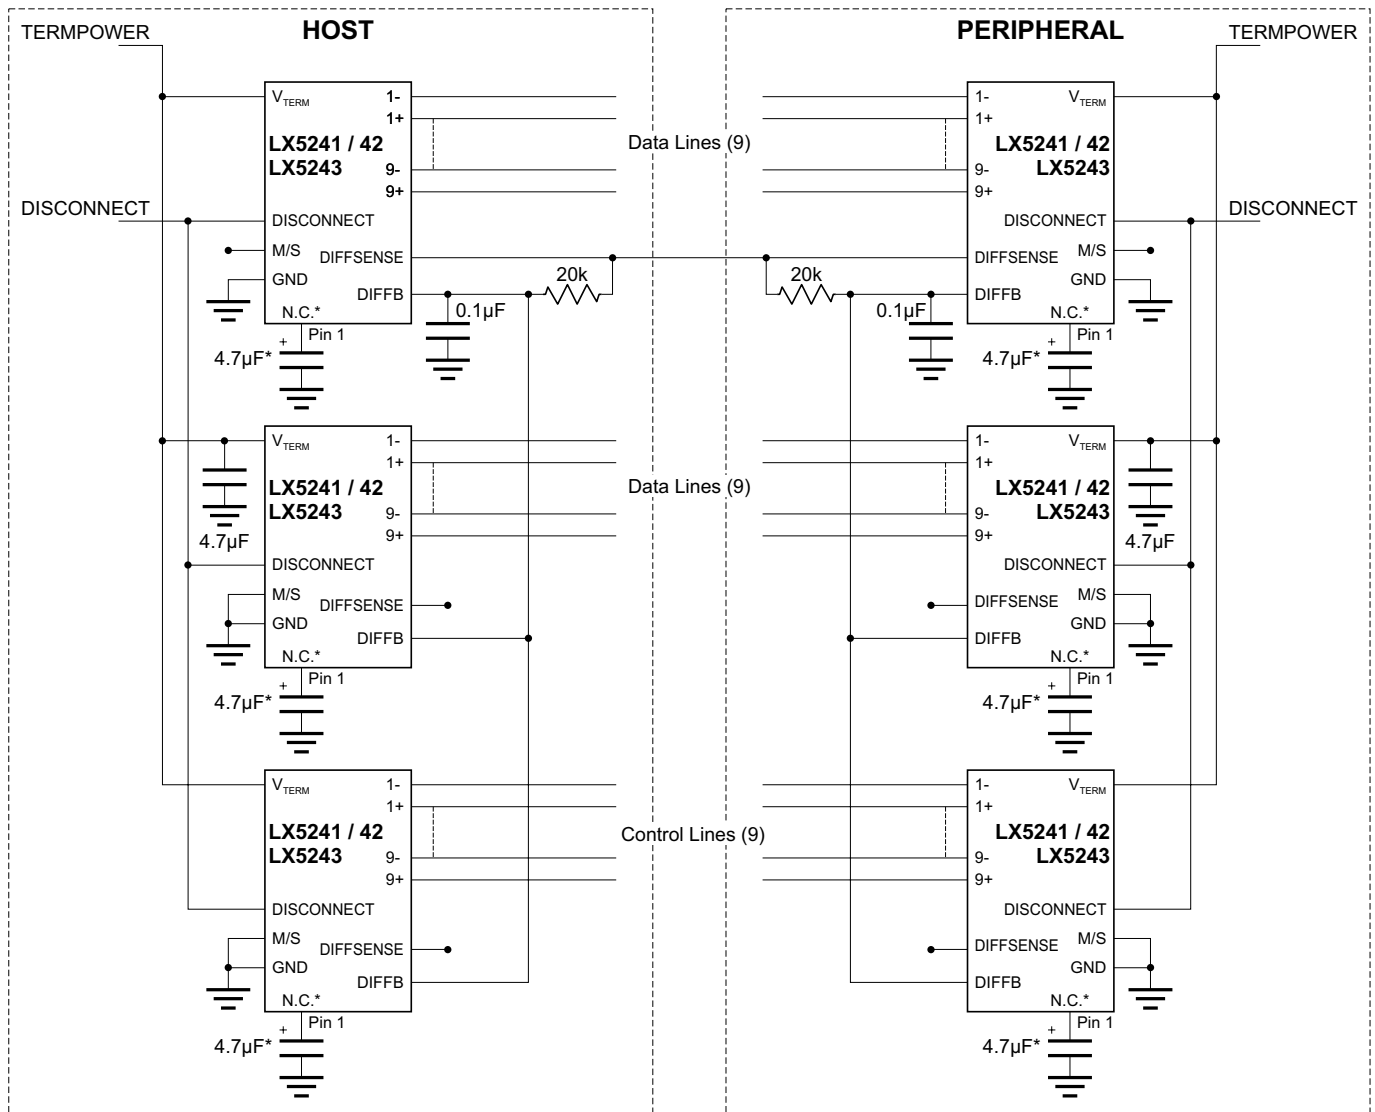 HOST
PERIPHERAL
TERMPOWER
TERMPOWER
VTERM
1-
1+
LX5241 / 42
LX5243
9-
9+
DISCONNECT
DISCONNECT
M/S
DIFFSENSE
GND
DIFFB
N.C.*
Pin 1
+
4.7µF*
20k
0.1µF
Data Lines (9)
1-
VTERM
1+
LX5241 / 42
9-
LX5243
9+
DISCONNECT
DISCONNECT
DIFFSENSE
M/S
GND
DIFFB
N.C.*
Pin 1
+
4.7µF*
20k
0.1µF
VTERM
1-
1+
LX5241 / 42
LX5243
9-
9+
4.7µF
DISCONNECT
M/S
DIFFSENSE
GND
DIFFB
N.C.*
Pin 1
+
4.7µF*
Data Lines (9)
1-
VTERM
1+
LX5241 / 42
9-
LX5243
9+
4.7µF
DISCONNECT
DIFFSENSE
M/S
GND
DIFFB
N.C.*
Pin 1
+
4.7µF*
VTERM
1-
1+
LX5241 / 42
LX5243
9-
9+
DISCONNECT
M/S
DIFFSENSE
GND
DIFFB
N.C.*
Pin 1
+
4.7µF*
Control Lines (9)
1-
VTERM
1+
LX5241 / 42
9-
LX5243
9+
DISCONNECT
DIFFSENSE
M/S
GND
DIFFB
N.C.*
Pin 1
+
4.7µF*